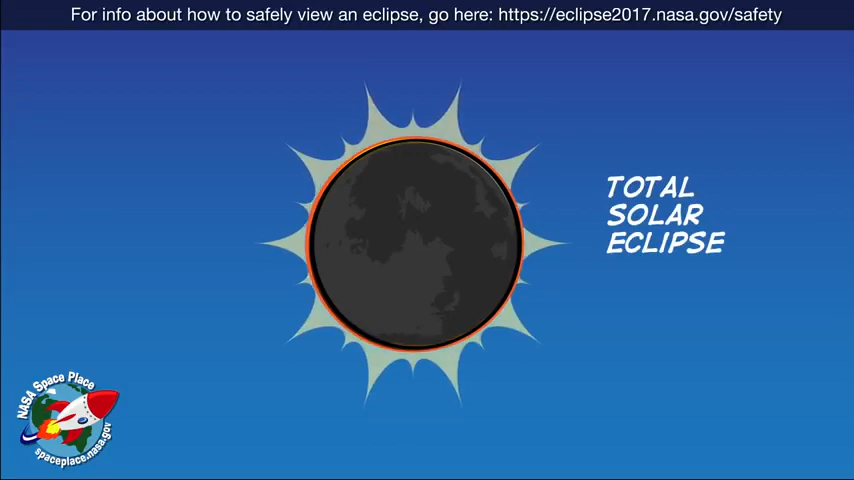 For info about how to safely view an eclipse, go here: https://eclipse2017.nasa.gov/safety
TOTAL
SOLAR
ECLIPSE
NASA Space Place
spaceplace.nasa.gov